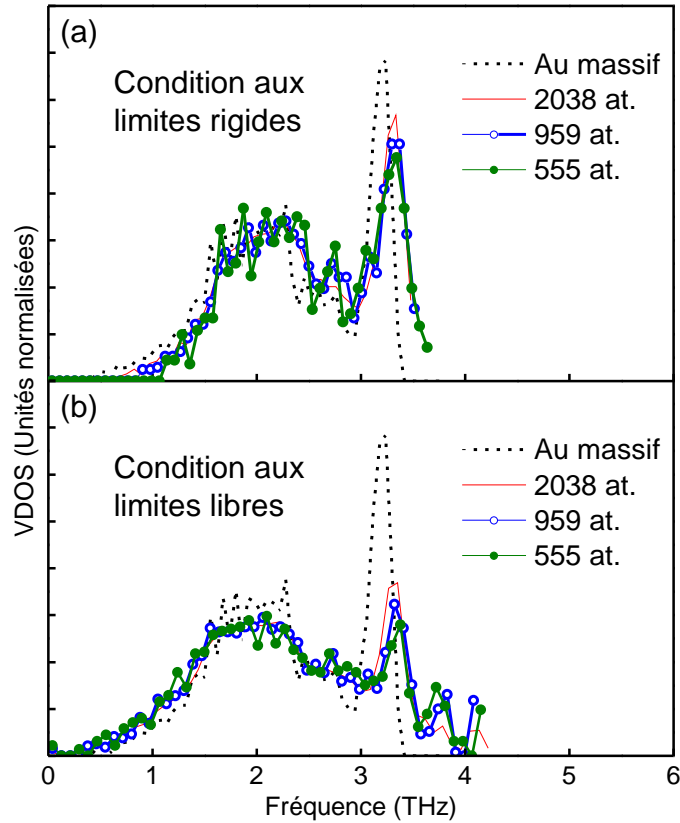 (a)
Condition aux
limites rigides
Au massif
2038 at.
959 at.
555 at.
VDOS (Unités normalisées)
(b)
Condition aux
limites libres
Au massif
2038 at.
959 at.
555 at.
0 1 2 3 4 5 6
Fréquence (THz)